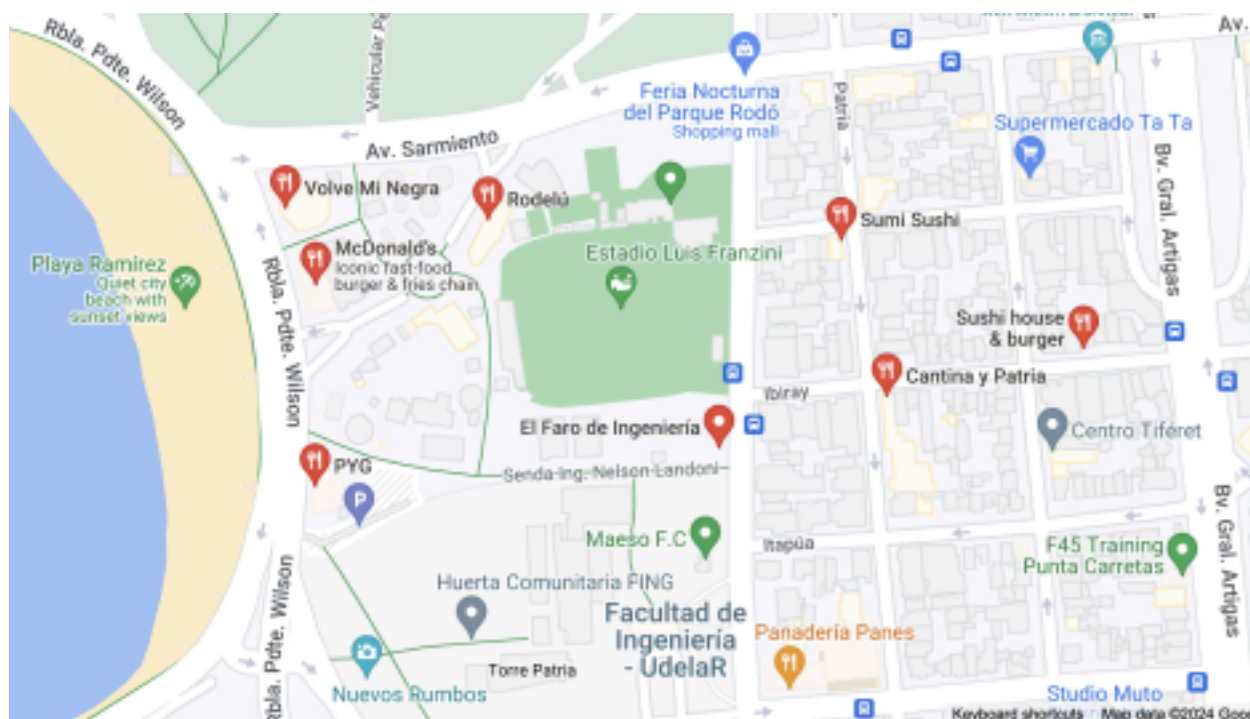 Rbla. Pdte. Wilson
Vehicular
Av.
Feria Nocturna
del Parque Rodó
Shopping mall
Patria
Supermercado Ta Ta
Av. Sarmiento
Volve Mi Negra
Rodelú
Sumi Sushi
Bv. Gral. Artigas
McDonald's
Iconic fast-food
burger & fries chain
Estadio Luis Franzini
Playa Ramirez
Quiet city
beach with
sunset views
Rbla. Pdte. Wilson
Sushi house
& burger
Ibiray
Cantina y Patria
El Faro de Ingeniería
Centro Tiféret
PYG
Senda Ing. Nelson Landoni
P
Bv. Gral. Artigas
Maeso F.C
Itapúa
F45 Training
Punta Carretas
Huerta Comunitaria FING
Rbla. Pdte. Wilson
Facultad de
Ingeniería
- UdelaR
Panadería Panes
Torre Patria
Nuevos Rumbos
Studio Muto
Keyboard shortcuts
Map data ©2024 Goo